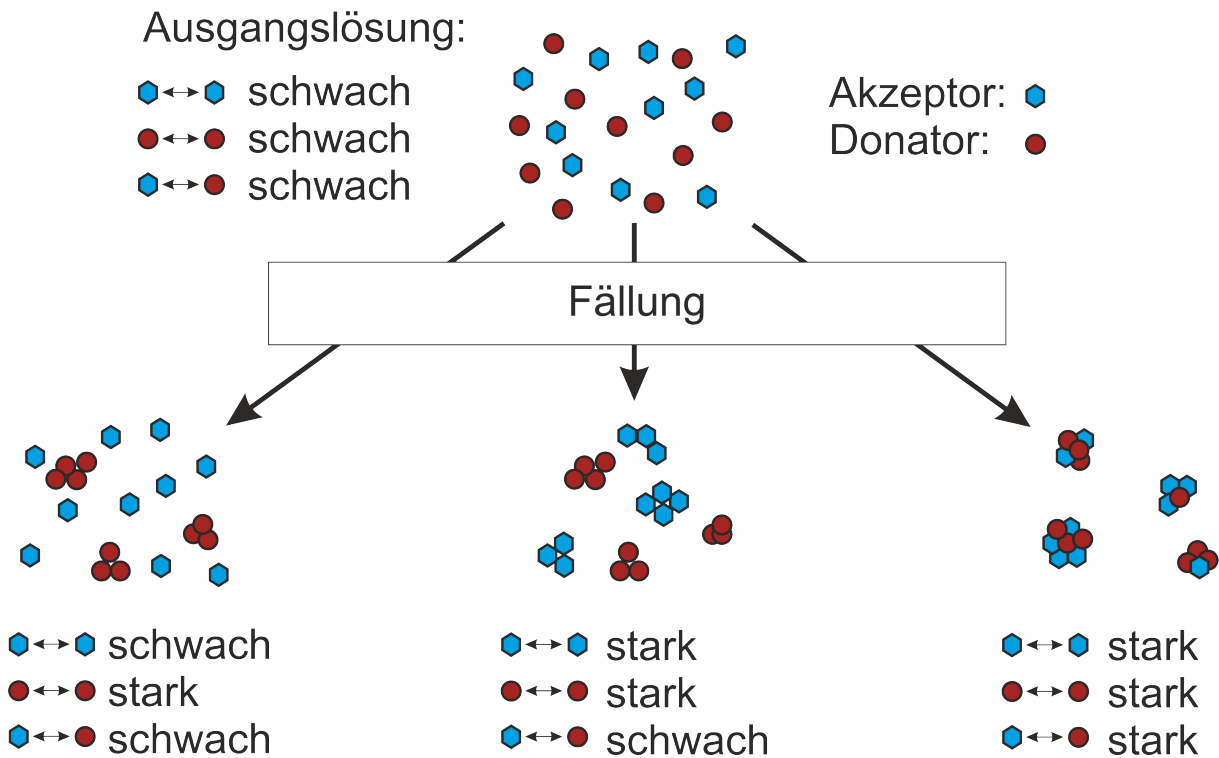 Ausgangslösung:
schwach
schwach
schwach
Akzeptor:
Donator:
Fällung
schwach
stark
schwach
stark
stark
schwach
stark
stark
stark